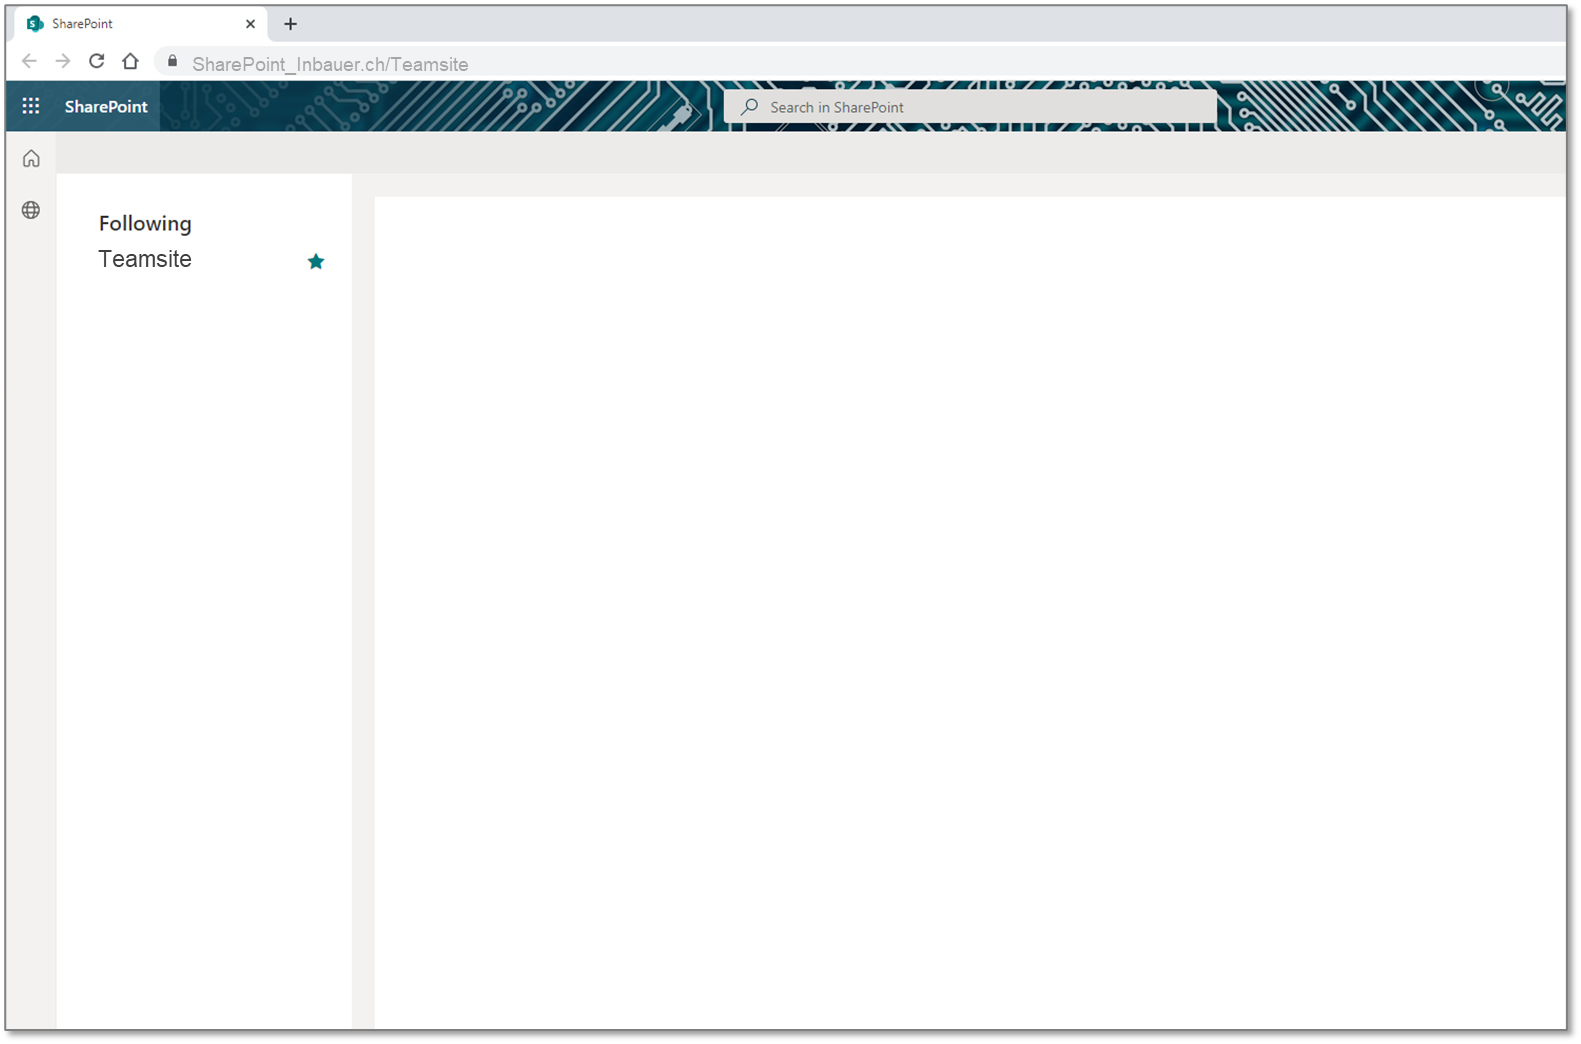 SharePoint
SharePoint_Inbauer.ch/Teamsite
SharePoint
Search in SharePoint
Following
Teamsite